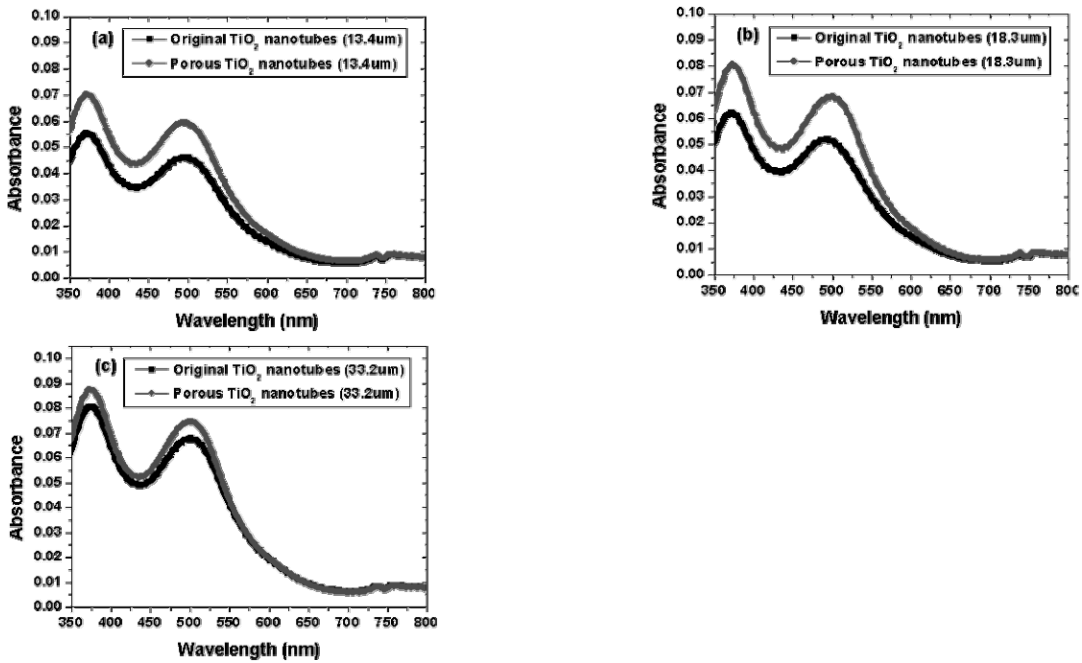 (a)
Original TiO2 nanotubes (13.4um)
Porous TiO2 nanotubes (13.4um)
0.10
0.09
0.08
0.07
0.06
0.05
0.04
0.03
0.02
0.01
0.00
Absorbance
350 400 450 500 550 600 650 700 750 800
Wavelength (nm)
(b)
Original TiO2 nanotubes (18.3um)
Porous TiO2 nanotubes (18.3um)
0.10
0.09
0.08
0.07
0.06
0.05
0.04
0.03
0.02
0.01
0.00
Absorbance
350 400 450 500 550 600 650 700 750 800
Wavelength (nm)
(c)
Original TiO2 nanotubes (33.2um)
Porous TiO2 nanotubes (33.2um)
0.10
0.09
0.08
0.07
0.06
0.05
0.04
0.03
0.02
0.01
0.00
Absorbance
350 400 450 500 550 600 650 700 750 800
Wavelength (nm)